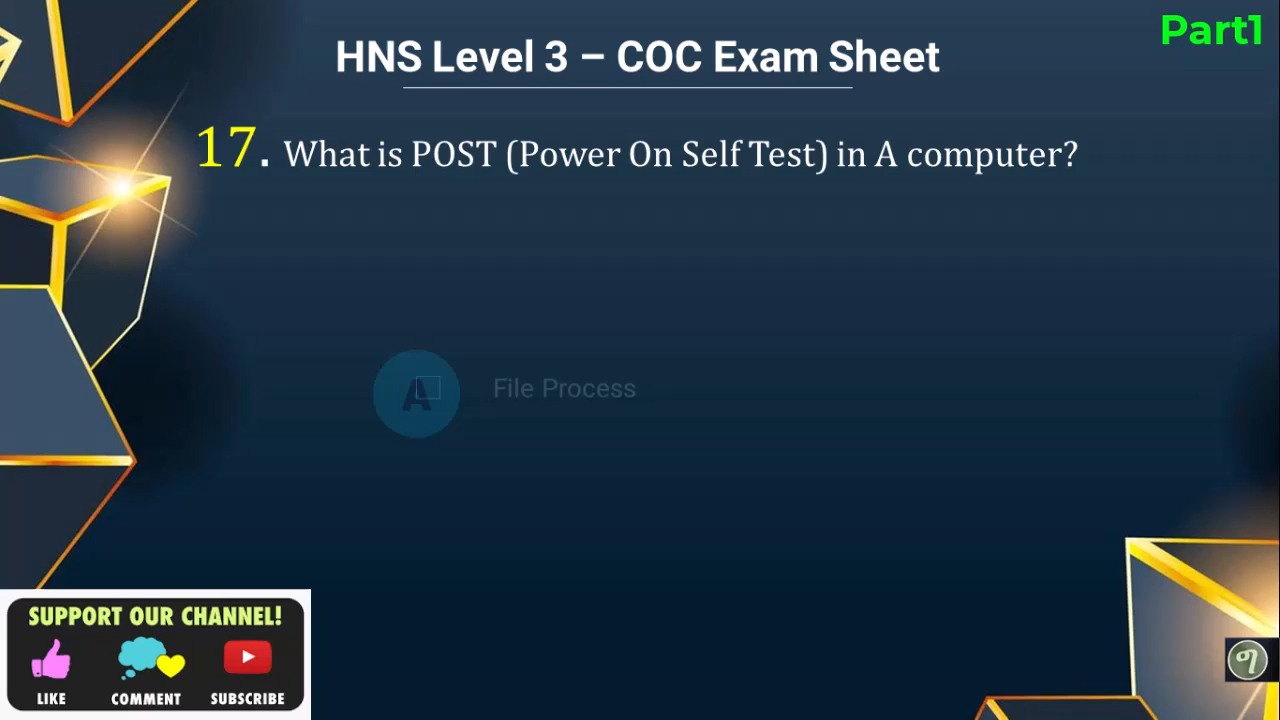 Part1
HNS Level 3 – COC Exam Sheet
17. What is POST (Power On Self Test) in A computer?
A File Process
SUPPORT OUR CHANNEL!
LIKE COMMENT SUBSCRIBE